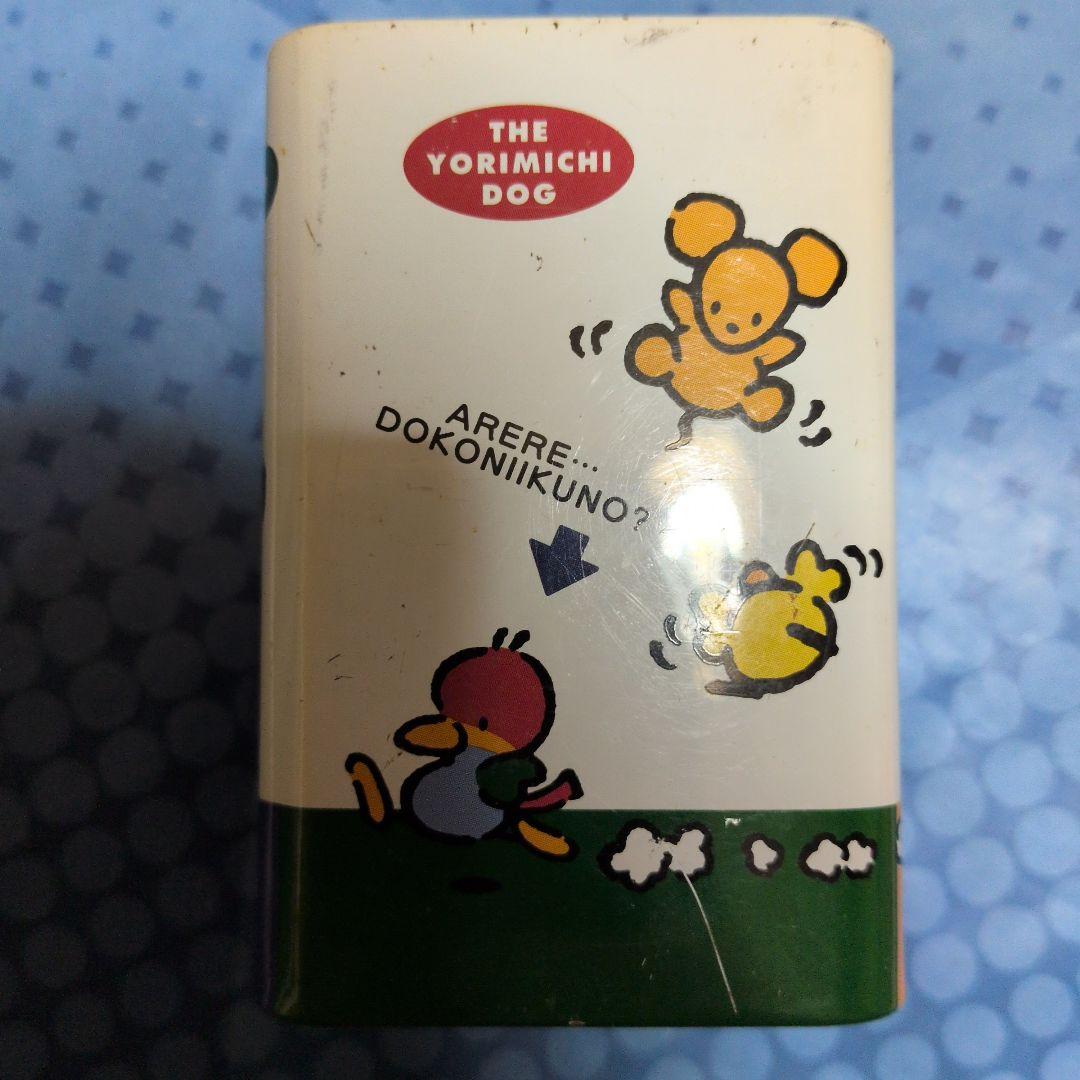 THE
YORIMICHI
DOG
ARERE…
DOKONIIKUNO?